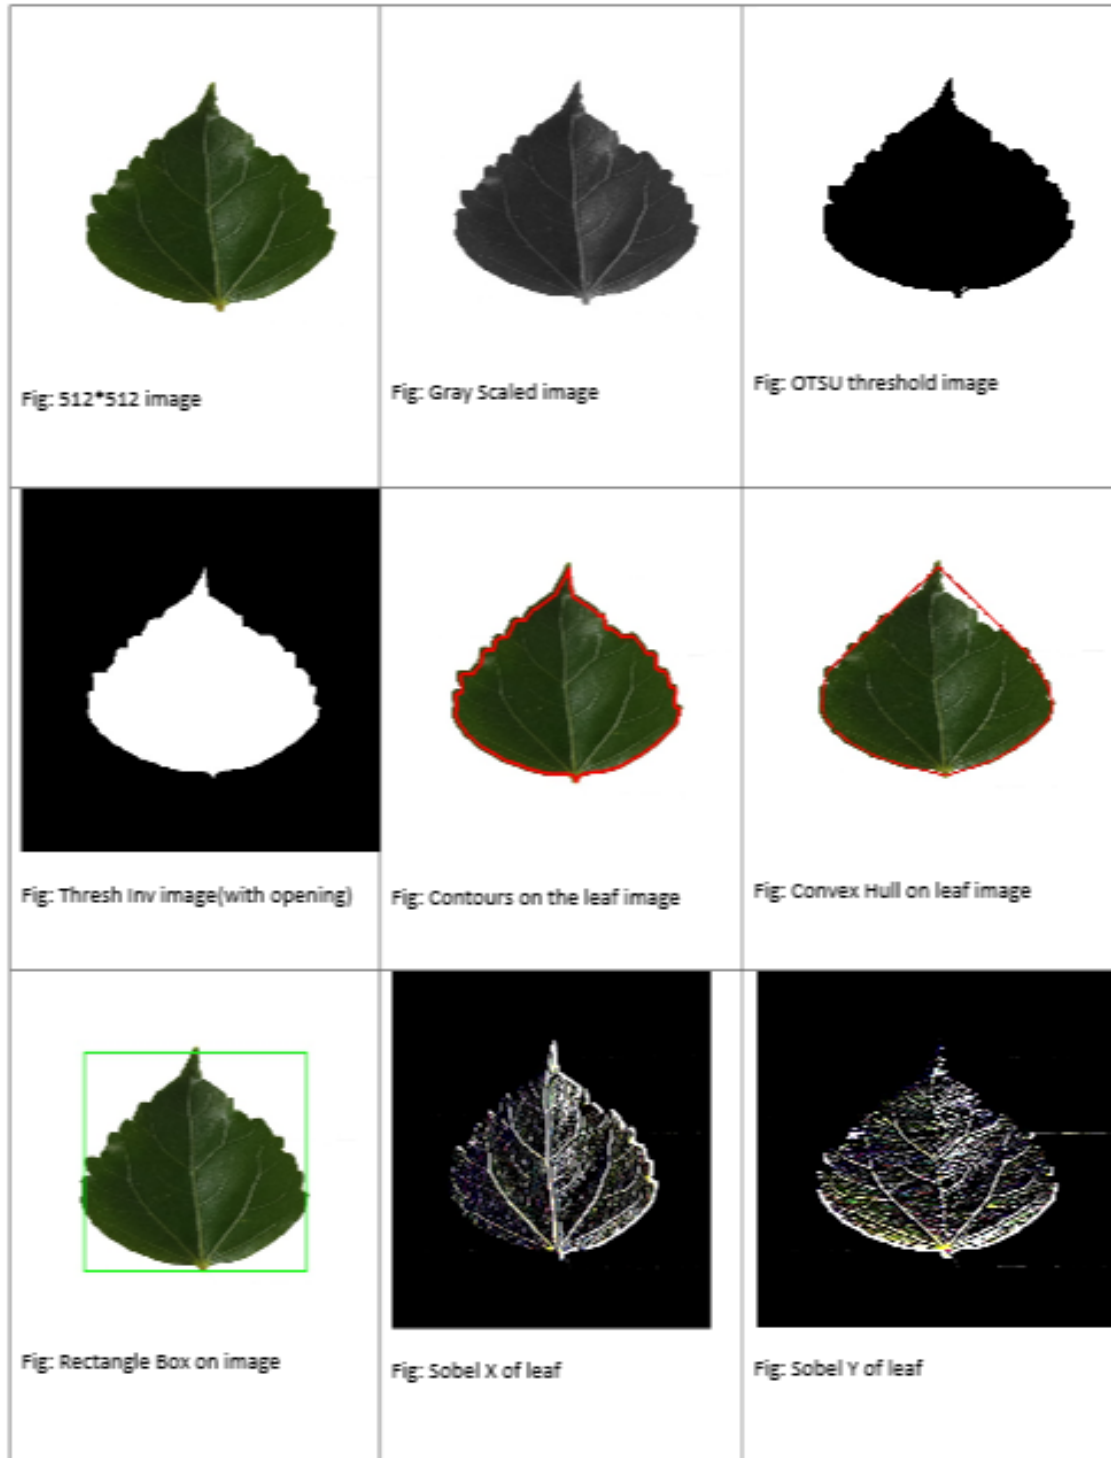 Fig: 512*512 image
Fig: Gray Scaled image
Fig: OTSU threshold image
Fig: Thresh Inv image(with opening)
Fig: Contours on the leaf image
Fig: Convex Hull on leaf image
Fig: Rectangle Box on image
Fig: Sobel X of leaf
Fig: Sobel Y of leaf